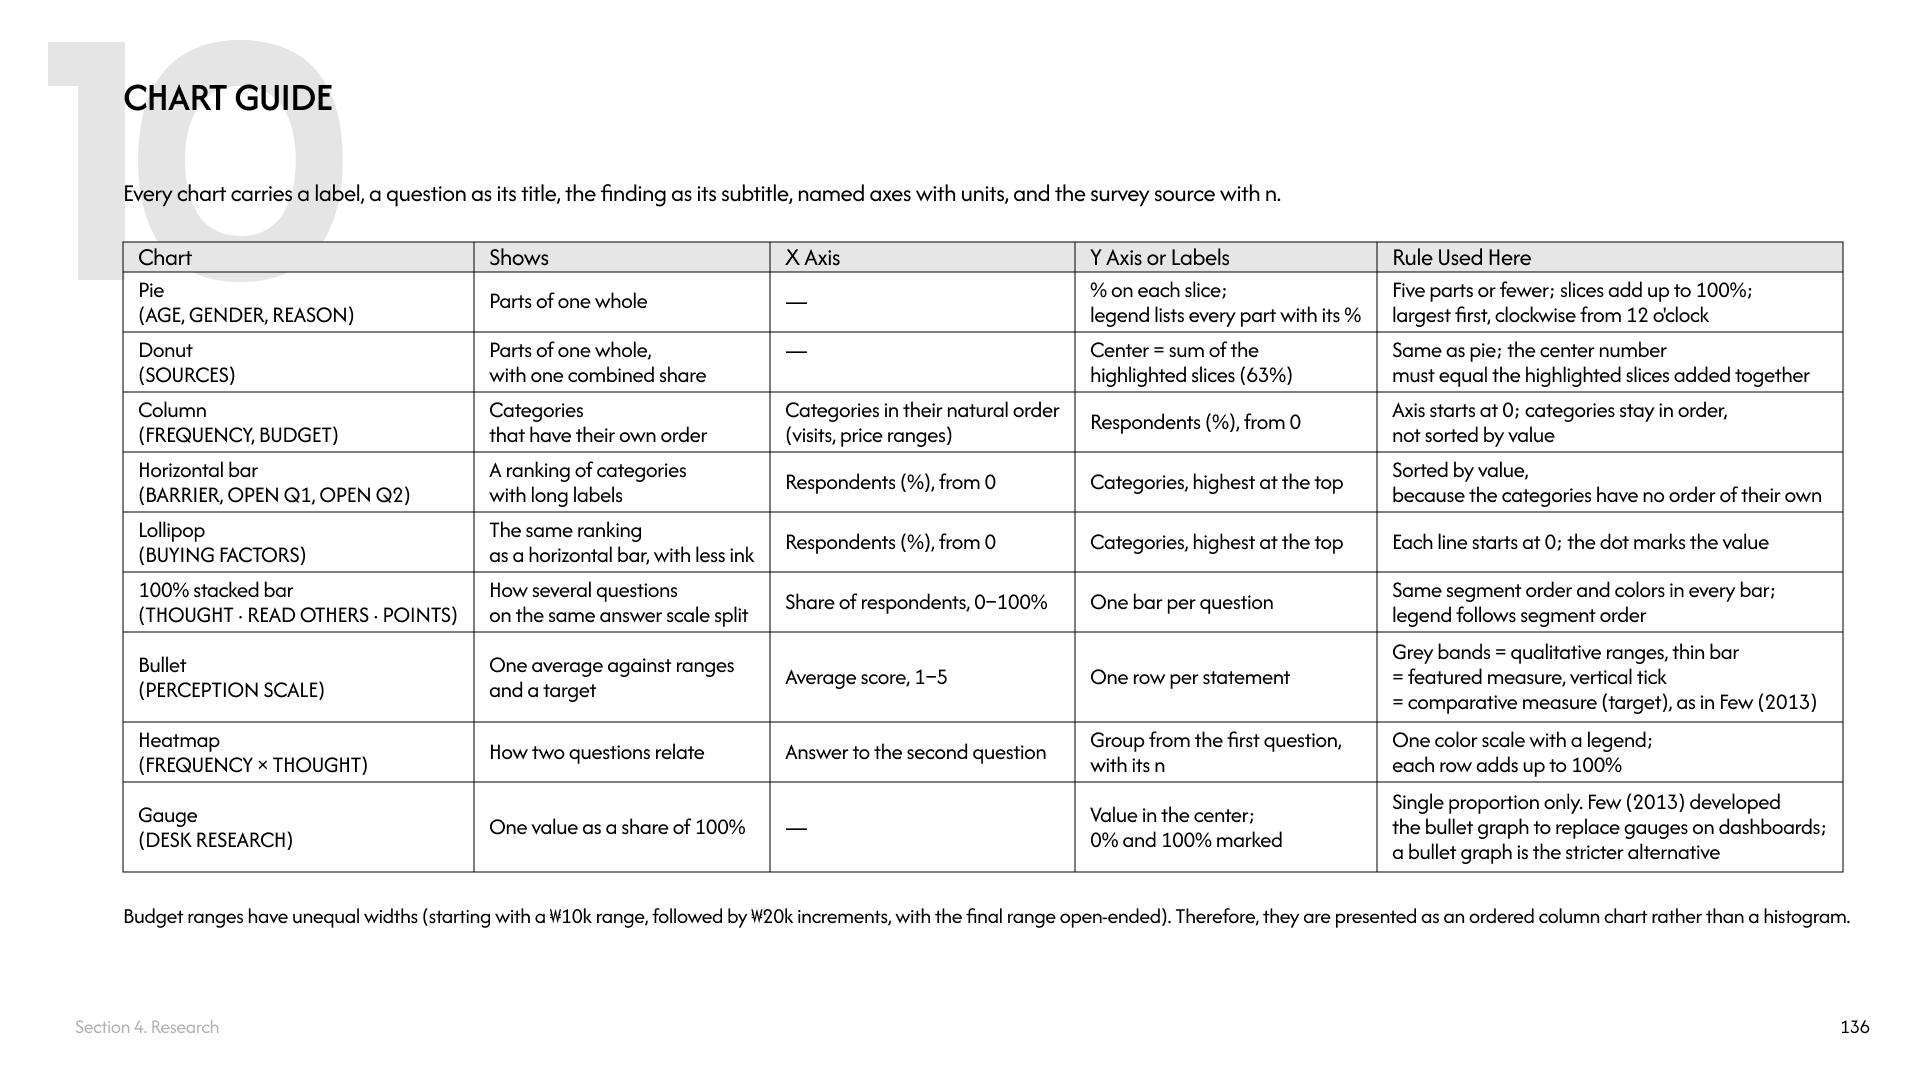 10
CHART GUIDE
Every chart carries a label, a question as its title, the finding as its subtitle, named axes with units, and the survey source with n.
Chart
Shows
X Axis
Y Axis or Labels
Rule Used Here
Pie
(AGE, GENDER, REASON)
Parts of one whole
—
% on each slice;
legend lists every part with its %
Five parts or fewer; slices add up to 100%;
largest first, clockwise from 12 o'clock
Donut
(SOURCES)
Parts of one whole,
with one combined share
—
Center = sum of the
highlighted slices (63%)
Same as pie; the center number
must equal the highlighted slices added together
Column
(FREQUENCY, BUDGET)
Categories
that have their own order
Categories in their natural order
(visits, price ranges)
Respondents (%), from 0
Axis starts at 0; categories stay in order,
not sorted by value
Horizontal bar
(BARRIER, OPEN Q1, OPEN Q2)
A ranking of categories
with long labels
Respondents (%), from 0
Categories, highest at the top
Sorted by value,
because the categories have no order of their own
Lollipop
(BUYING FACTORS)
The same ranking
as a horizontal bar, with less ink
Respondents (%), from 0
Categories, highest at the top
Each line starts at 0; the dot marks the value
100% stacked bar
(THOUGHT · READ OTHERS · POINTS)
How several questions
on the same answer scale split
Share of respondents, 0–100%
One bar per question
Same segment order and colors in every bar;
legend follows segment order
Bullet
(PERCEPTION SCALE)
One average against ranges
and a target
Average score, 1–5
One row per statement
Grey bands = qualitative ranges, thin bar
= featured measure, vertical tick
= comparative measure (target), as in Few (2013)
Heatmap
(FREQUENCY × THOUGHT)
How two questions relate
Answer to the second question
Group from the first question,
with its n
One color scale with a legend;
each row adds up to 100%
Gauge
(DESK RESEARCH)
One value as a share of 100%
—
Value in the center;
0% and 100% marked
Single proportion only. Few (2013) developed
the bullet graph to replace gauges on dashboards;
a bullet graph is the stricter alternative
Budget ranges have unequal widths (starting with a ₩10k range, followed by ₩20k increments, with the final range open-ended). Therefore, they are presented as an ordered column chart rather than a histogram.
Section 4. Research
136